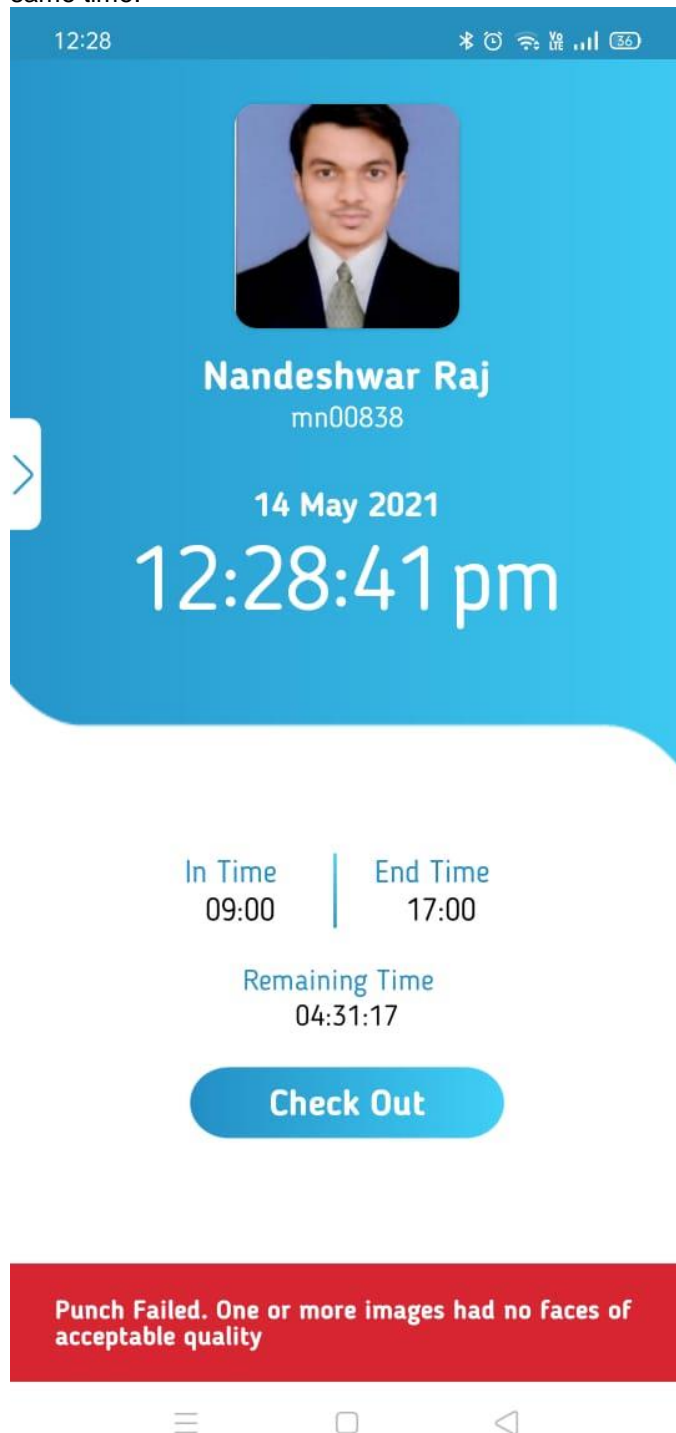 same time.
12:28
36
Nandeshwar Raj
mn00838
14 May 2021
12:28:41 pm
In Time
End Time
09:00
17:00
Remaining Time
04:31:17
Check Out
Punch Failed. One or more images had no faces of
acceptable quality